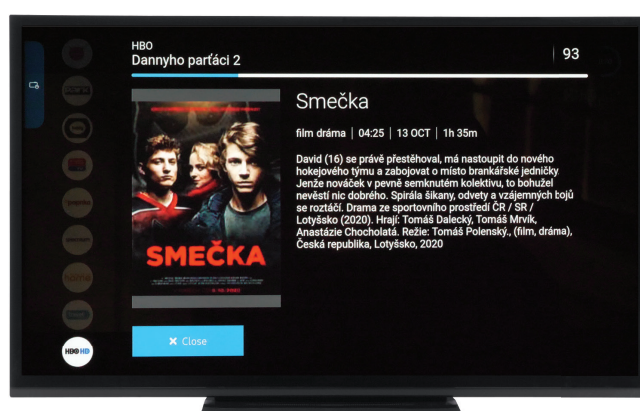 HBO
Dannyho parťáci 2
93
Smečka
film dráma | 04:25 | 13 OCT | 1h 35m
David (16) se právě přestěhoval, má nastoupit do nového
hokejového týmu a zabojovat o místo brankářské jedničky
Jenže nováček v pevně semknutém kolektivu, to bohužel
nevěstí nic dobrého. Spirála šikany, odvety a vzájemných bojů
se roztáčí. Drama ze sportovního prostředí ČR / SR /
Lotyšsko (2020). Hrají: Tomáš Dalecký, Tomáš Mrvík,
Anastázie Chocholatá. Režie: Tomáš Polenský., (film, dráma),
Česká republika, Lotyšsko, 2020
SMEČKA
✕ Close
HBO HD